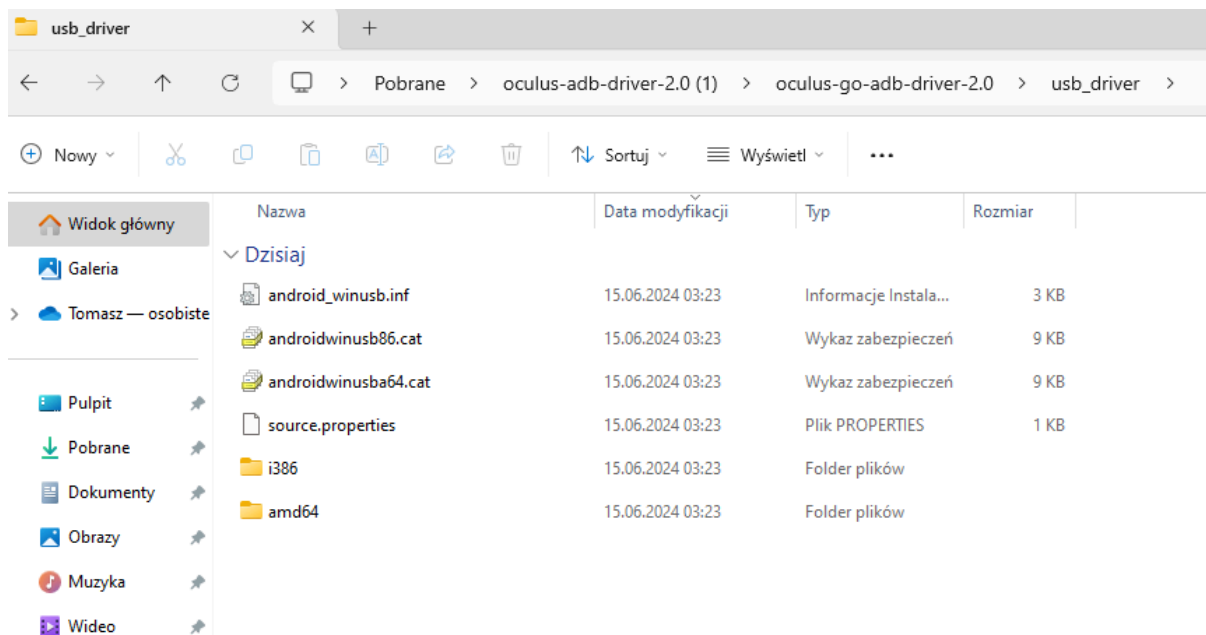 usb_driver
Pobrane > oculus-adb-driver-2.0 (1) > oculus-go-adb-driver-2.0 > usb_driver >
Nowy Sortuj Wyświetl ...
Nazwa Data modyfikacji Typ Rozmiar
Widok główny
Galeria
Tomasz — osobiste
Pulpit
Pobrane
Dokumenty
Obrazy
Muzyka
Wideo
Dzisiaj
android_winusb.inf 15.06.2024 03:23 Informacje Instala... 3 KB
androidwinusb86.cat 15.06.2024 03:23 Wykaz zabezpieczeń 9 KB
androidwinusba64.cat 15.06.2024 03:23 Wykaz zabezpieczeń 9 KB
source.properties 15.06.2024 03:23 Plik PROPERTIES 1 KB
i386 15.06.2024 03:23 Folder plików
amd64 15.06.2024 03:23 Folder plików